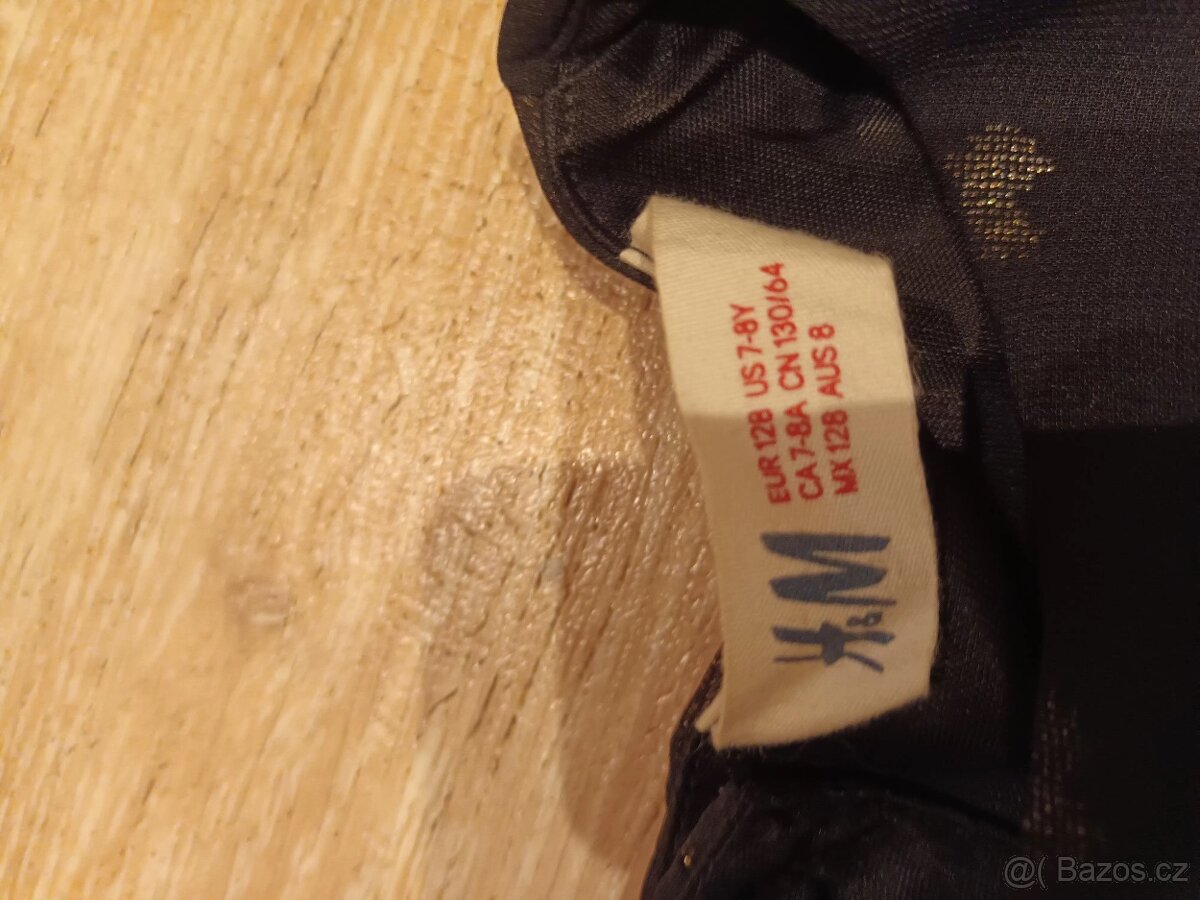 H&M
EUR 128 US 7-8Y
CA 7-8A CN 130/64
MX 128 AUS 8
@( Bazos.cz